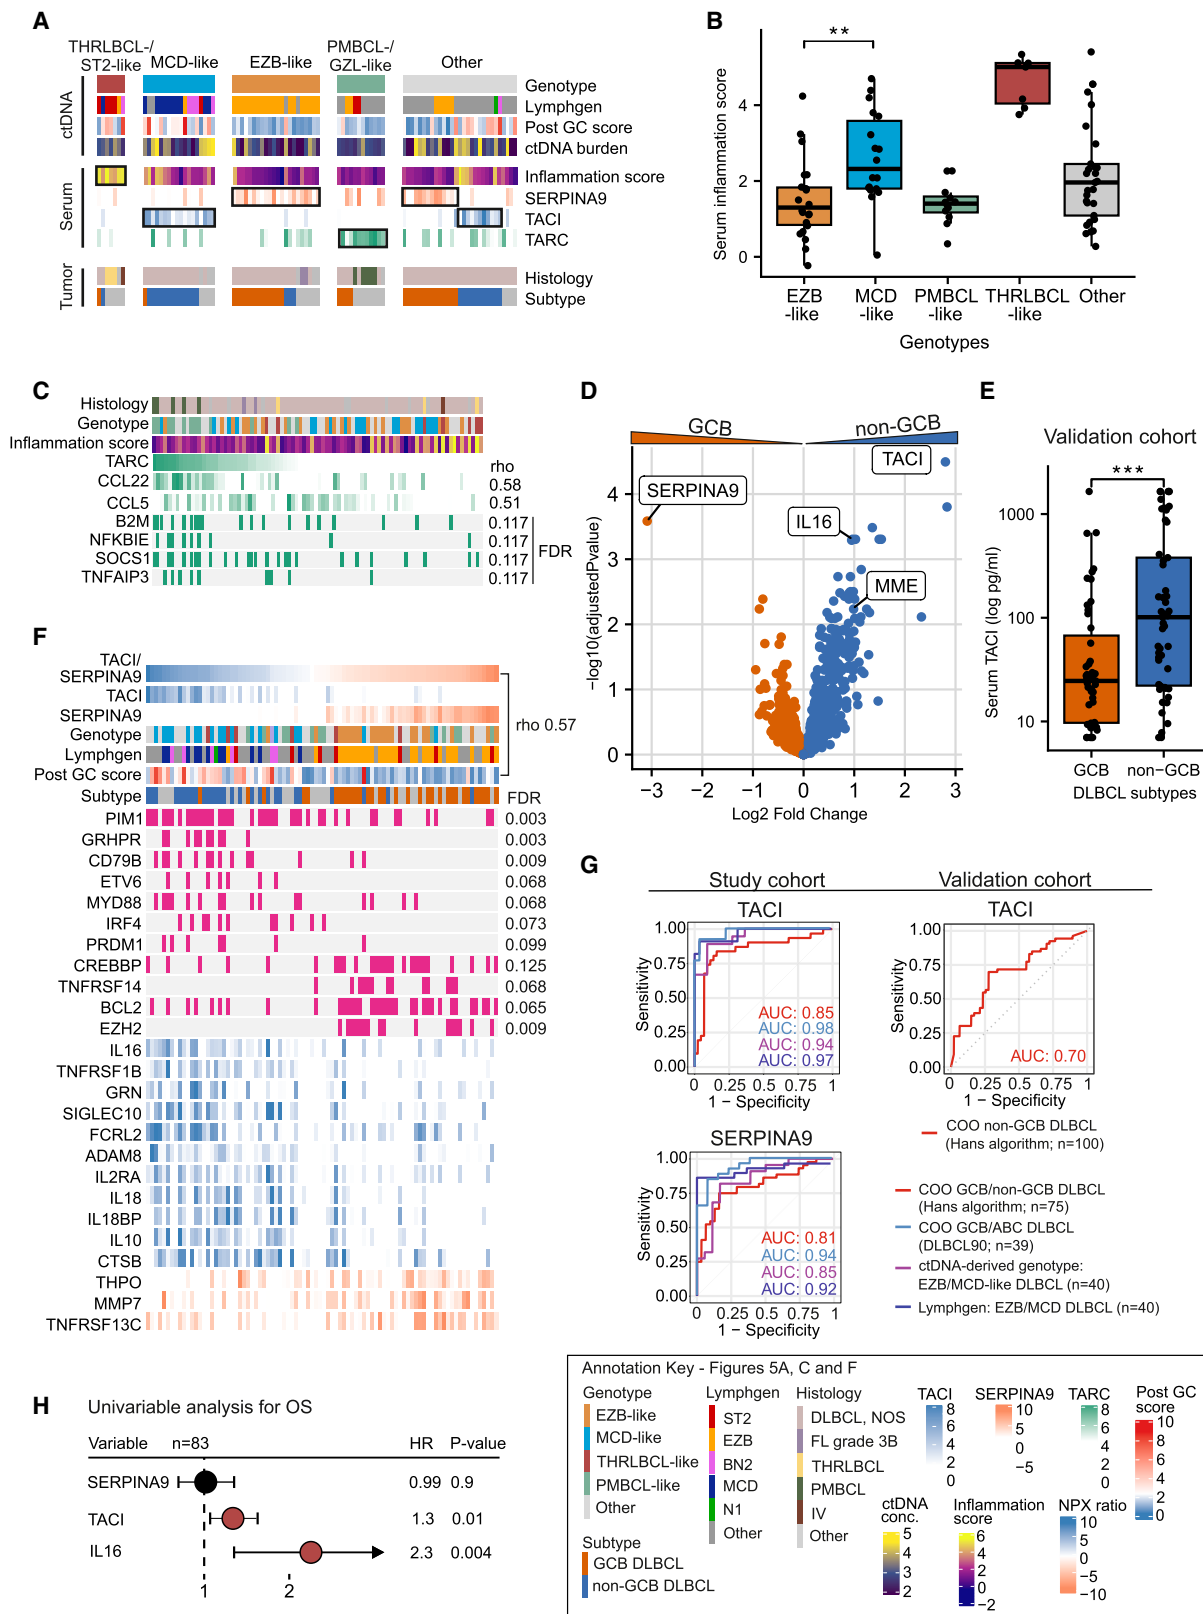 A
THRLBCL-/
ST2-like
MCD-like
EZB-like
PMBCL-/
GZL-like
Other
ctDNA
Genotype
Lymphgen
Post GC score
ctDNA burden
Serum
Inflammation score
SERPINA9
TACI
TARC
Tumor
Histology
Subtype
B
**
Serum inflammation score
4
2
0
EZB
-like
MCD
-like
PMBCL
-like
THRLBCL
-like
Other
Genotypes
C
Histology
Genotype
Inflammation score
TARC
rho
CCL22 0.58
CCL5 0.51
B2M 0.117
NFKBIE 0.117
SOCS1 0.117
TNFAIP3 0.117
FDR
D
GCB
non-GCB
TACI
SERPINA9
IL16
MME
−log10(adjustedPvalue)
4
3
2
1
0
−3 −2 −1 0 1 2 3
Log2 Fold Change
E
Validation cohort
***
Serum TACI (log pg/ml)
1000
100
10
GCB non−GCB
DLBCL subtypes
F
TACI/
SERPINA9
TACI
SERPINA9
rho 0.57
Genotype
Lymphgen
Post GC score
Subtype
FDR
PIM1 0.003
GRHPR 0.003
CD79B 0.009
ETV6 0.068
MYD88 0.068
IRF4 0.073
PRDM1 0.099
CREBBP 0.125
TNFRSF14 0.068
BCL2 0.065
EZH2 0.009
IL16
TNFRSF1B
GRN
SIGLEC10
FCRL2
ADAM8
IL2RA
IL18
IL18BP
IL10
CTSB
THPO
MMP7
TNFRSF13C
G
Study cohort
Validation cohort
TACI
Sensitivity
1.00
0.75
0.50
0.25
0.00
AUC: 0.85
AUC: 0.98
AUC: 0.94
AUC: 0.97
0 0.25 0.5 0.75 1
1 − Specificity
TACI
Sensitivity
1.00
0.75
0.50
0.25
0.00
AUC: 0.70
0 0.25 0.5 0.75 1
1 − Specificity
COO non-GCB DLBCL
(Hans algorithm; n=100)
SERPINA9
Sensitivity
1.00
0.75
0.50
0.25
0.00
AUC: 0.81
AUC: 0.94
AUC: 0.85
AUC: 0.92
0 0.25 0.5 0.75 1
1 − Specificity
COO GCB/non-GCB DLBCL
(Hans algorithm; n=75)
COO GCB/ABC DLBCL
(DLBCL90; n=39)
ctDNA-derived genotype:
EZB/MCD-like DLBCL (n=40)
Lymphgen: EZB/MCD DLBCL (n=40)
H
Univariable analysis for OS
Variable n=83 HR P-value
SERPINA9 0.99 0.9
TACI 1.3 0.01
IL16 2.3 0.004
1 2
Annotation Key - Figures 5A, C and F
Genotype
EZB-like
MCD-like
THRLBCL-like
PMBCL-like
Other
Subtype
GCB DLBCL
non-GCB DLBCL
Lymphgen
ST2
EZB
BN2
MCD
N1
Other
Histology
DLBCL, NOS
FL grade 3B
THRLBCL
PMBCL
IV
Other
TACI
8
6
4
2
0
SERPINA9
10
5
0
−5
TARC
8
6
4
2
0
Post GC
score
10
8
6
4
2
0
ctDNA
conc.
5
4
3
2
Inflammation
score
6
4
2
0
−2
NPX ratio
10
5
0
−5
−10